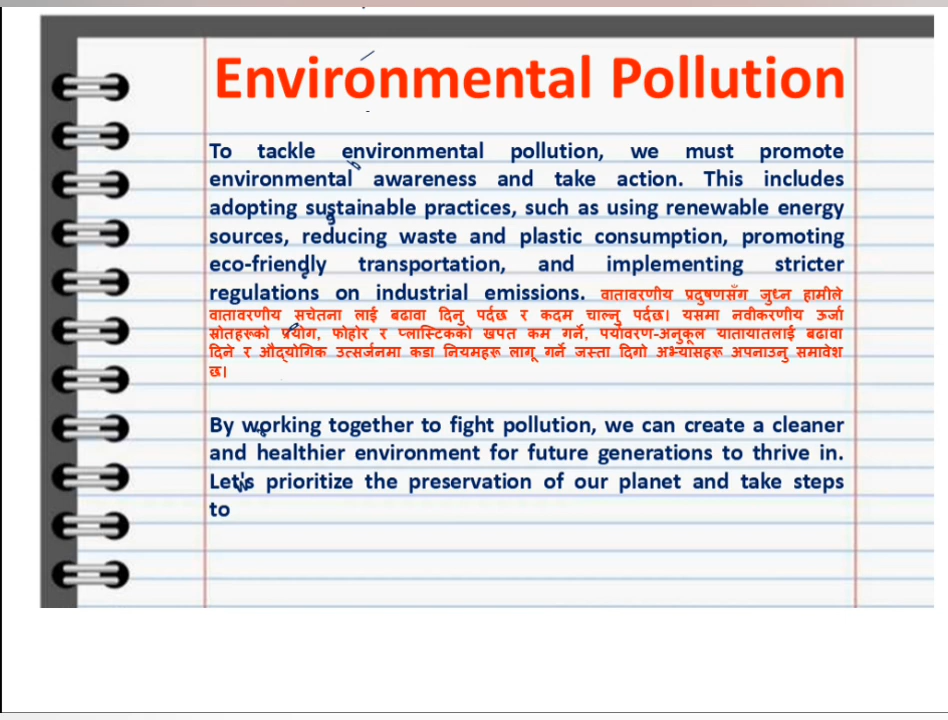 Environmental Pollution
To tackle environmental pollution, we must promote
environmental awareness and take action. This includes
adopting sustainable practices, such as using renewable energy
sources, reducing waste and plastic consumption, promoting
eco-friendly transportation, and implementing stricter
regulations on industrial emissions. वातावरणीय प्रदुषणसँग जुध्न हामीले
वातावरणीय सचेतना लाई बढावा दिनु पर्दछ र कदम चाल्नु पर्दछ। यसमा नवीकरणीय ऊर्जा
स्रोतहरूको प्रयोग, फोहोर र प्लास्टिकको खपत कम गर्ने, पर्यावरण-अनुकूल यातायातलाई बढावा
दिने र औद्योगिक उत्सर्जनमा कडा नियमहरू लागू गर्ने जस्ता दिगो अभ्यासहरू अपनाउनु समावेश
छ।
By working together to fight pollution, we can create a cleaner
and healthier environment for future generations to thrive in.
Let's prioritize the preservation of our planet and take steps
to